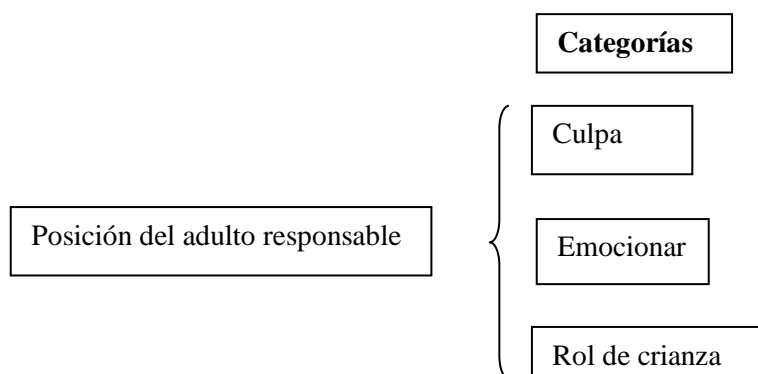 Categorías
Culpa
Posición del adulto responsable
Emocionar
Rol de crianza